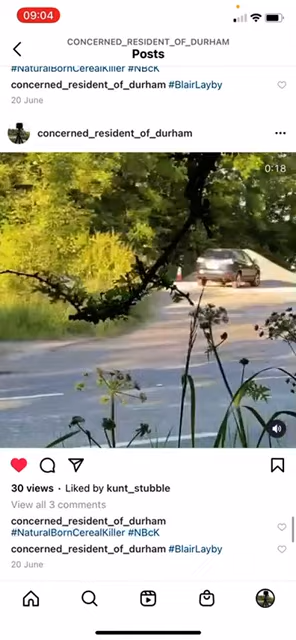 09:04
CONCERNED_RESIDENT_OF_DURHAM
Posts
#NaturalBornCerealKiller #NBcK
concerned_resident_of_durham #BlairLayby
20 June
concerned_resident_of_durham
0:18
30 views · Liked by kunt_stubble
View all 3 comments
concerned_resident_of_durham
#NaturalBornCerealKiller #NBcK
concerned_resident_of_durham #BlairLayby
20 June